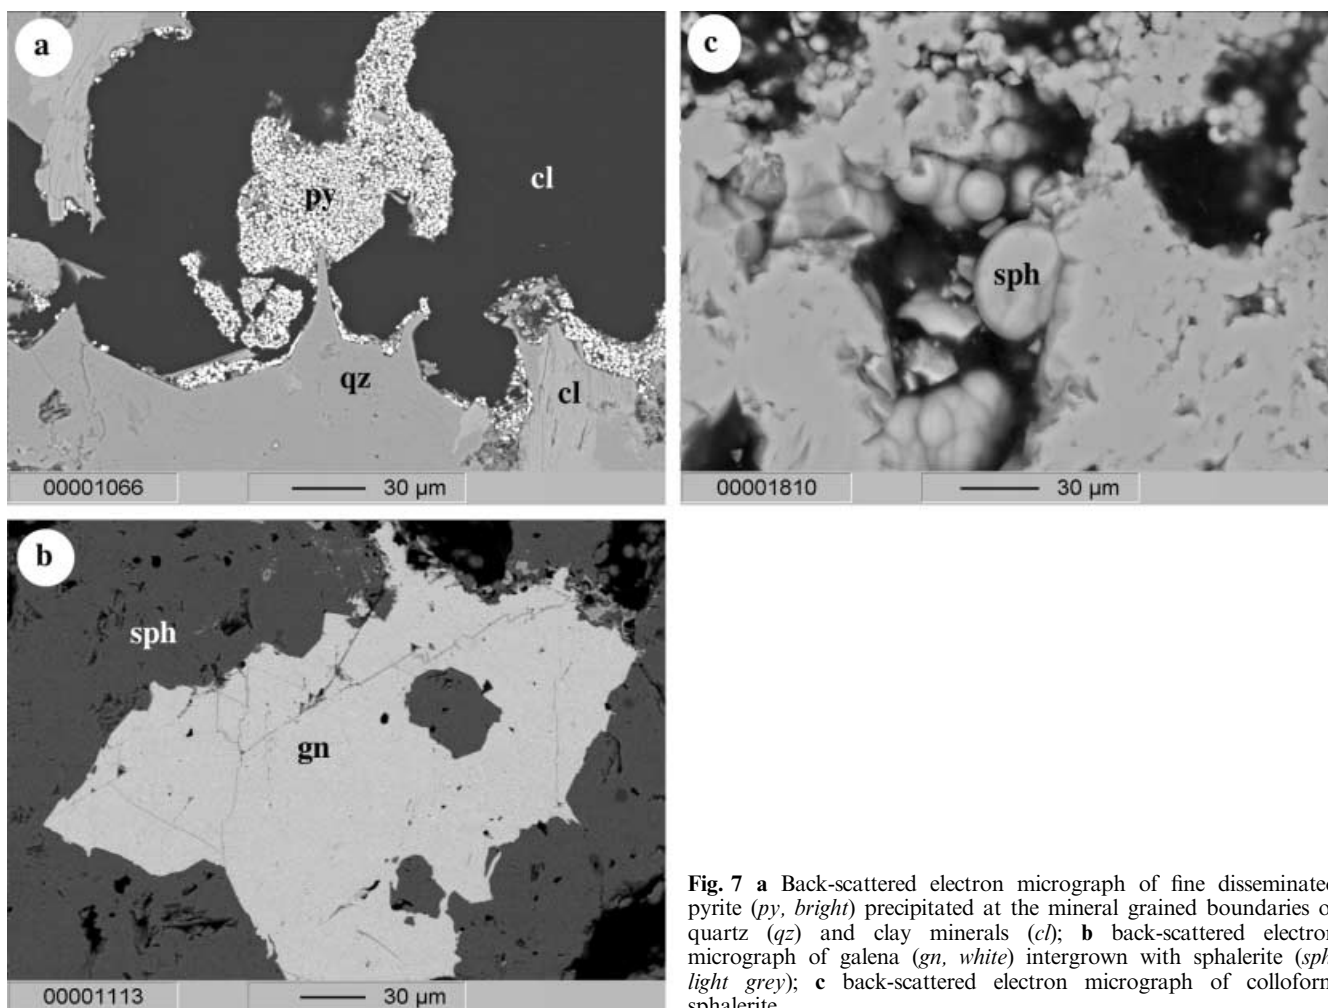 a
py
cl
qz
cl
00001066
30 µm
c
sph
00001810
30 µm
b
sph
gn
00001113
30 µm
Fig. 7 a Back-scattered electron micrograph of fine disseminated
pyrite (py, bright) precipitated at the mineral grained boundaries o
quartz (qz) and clay minerals (cl); b back-scattered electron
micrograph of galena (gn, white) intergrown with sphalerite (sph
light grey); c back-scattered electron micrograph of colloform
sphalerite